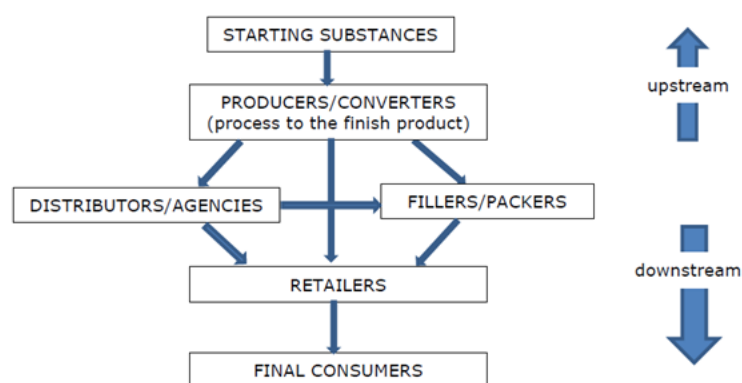 STARTING SUBSTANCES
upstream
PRODUCERS/CONVERTERS
(process to the finish product)
DISTRIBUTORS/AGENCIES
FILLERS/PACKERS
downstream
RETAILERS
FINAL CONSUMERS